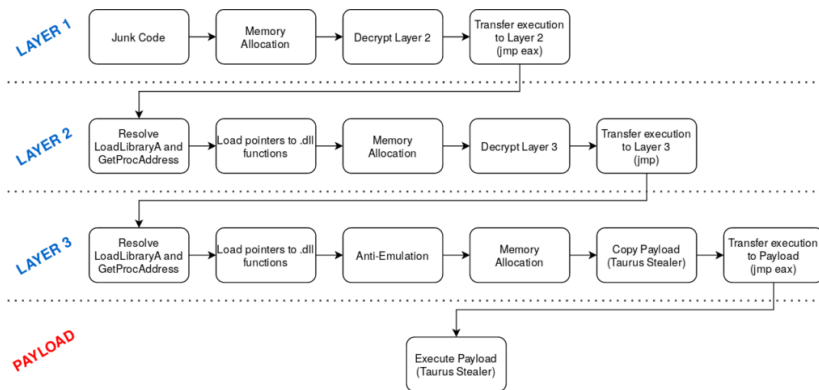 LAYER 1
Junk Code
Memory
Allocation
Decrypt Layer 2
Transfer execution
to Layer 2
(jmp eax)
LAYER 2
Resolve
LoadLibraryA and
GetProcAddress
Load pointers to .dll
functions
Memory
Allocation
Decrypt Layer 3
Transfer execution
to Layer 3
(jmp)
LAYER 3
Resolve
LoadLibraryA and
GetProcAddress
Load pointers to .dll
functions
Anti-Emulation
Memory
Allocation
Copy Payload
(Taurus Stealer)
Transfer execution
to Payload
(jmp eax)
PAYLOAD
Execute Payload
(Taurus Stealer)